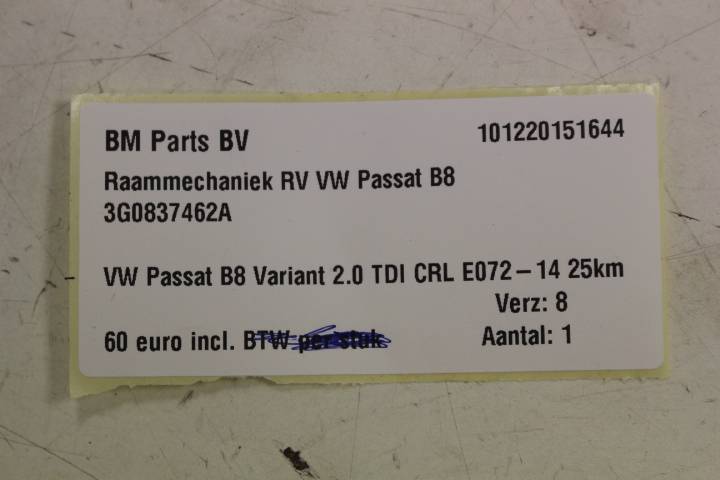 BM Parts BV 101220151644
Raammechaniek RV VW Passat B8
3G0837462A
VW Passat B8 Variant 2.0 TDI CRL E072-14 25km
Verz: 8
60 euro incl. BTW per stuk Aantal: 1